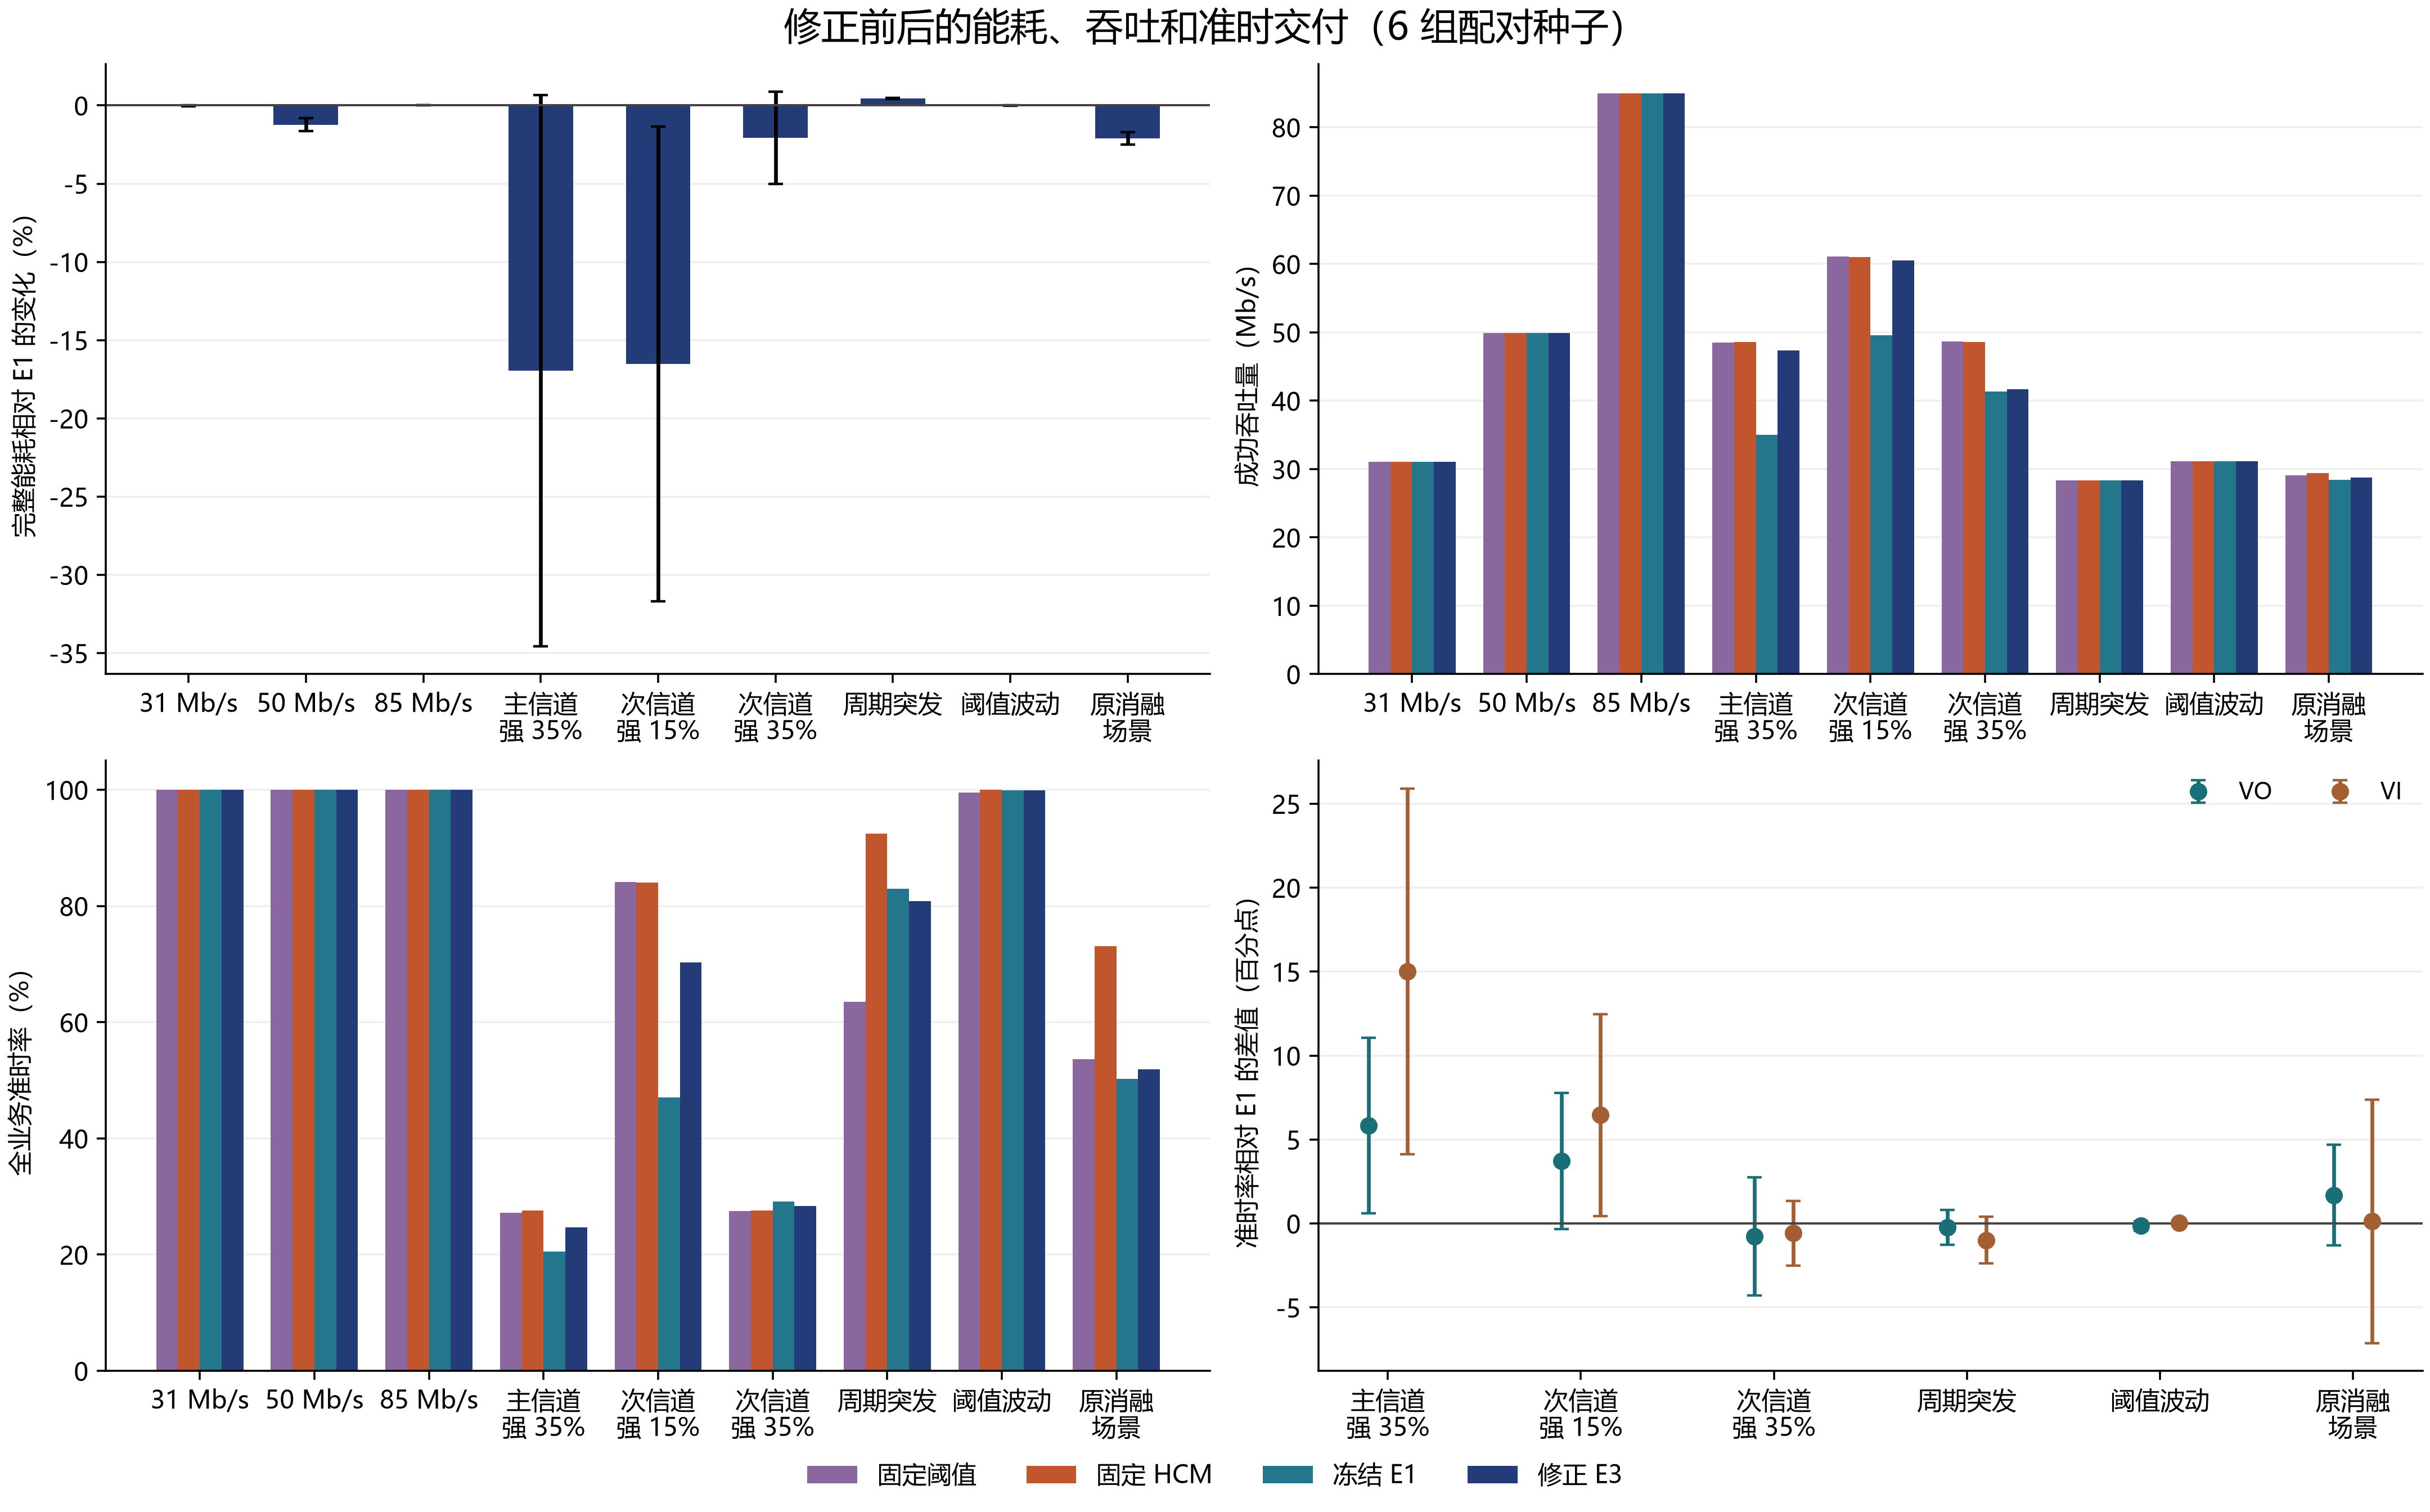 修正前后的能耗、吞吐和准时交付（6 组配对种子）
完整能耗相对 E1 的变化（%）
0
-5
-10
-15
-20
-25
-30
-35
31 Mb/s
50 Mb/s
85 Mb/s
主信道
强 35%
次信道
强 15%
次信道
强 35%
周期突发
阈值波动
原消融
场景
成功吞吐量（Mb/s）
80
70
60
50
40
30
20
10
0
31 Mb/s
50 Mb/s
85 Mb/s
主信道
强 35%
次信道
强 15%
次信道
强 35%
周期突发
阈值波动
原消融
场景
全业务准时率（%）
100
80
60
40
20
0
31 Mb/s
50 Mb/s
85 Mb/s
主信道
强 35%
次信道
强 15%
次信道
强 35%
周期突发
阈值波动
原消融
场景
准时率相对 E1 的差值（百分点）
VO
VI
25
20
15
10
5
0
-5
主信道
强 35%
次信道
强 15%
次信道
强 35%
周期突发
阈值波动
原消融
场景
固定阈值
固定 HCM
冻结 E1
修正 E3